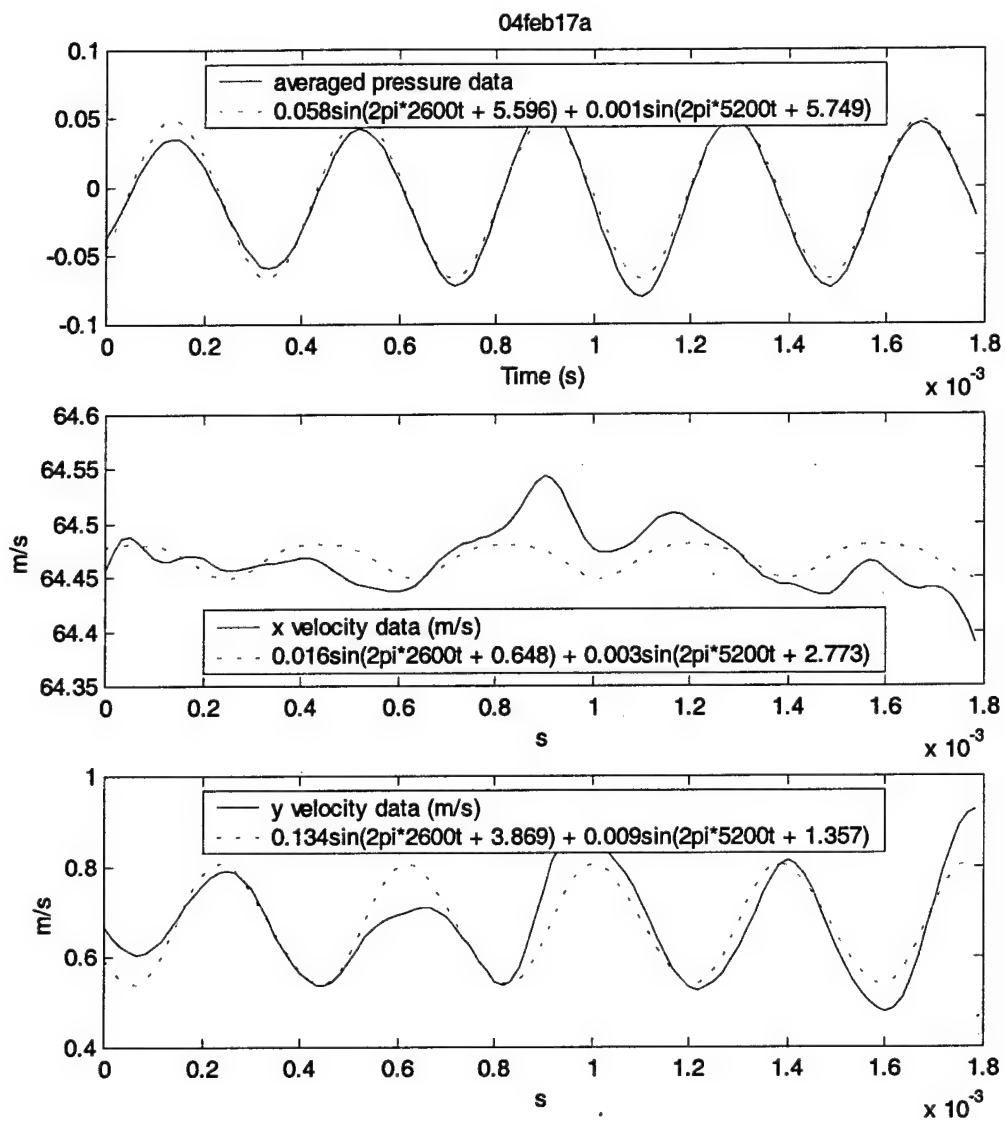 04feb17a
0.1
0.05
0
-0.05
-0.1
averaged pressure data
0.058sin(2pi*2600t + 5.596) + 0.001sin(2pi*5200t + 5.749)
0 0.2 0.4 0.6 0.8 1 1.2 1.4 1.6 1.8
Time (s)
x 10^-3
64.6
64.55
64.5
64.45
64.4
64.35
m/s
x velocity data (m/s)
0.016sin(2pi*2600t + 0.648) + 0.003sin(2pi*5200t + 2.773)
0 0.2 0.4 0.6 0.8 1 1.2 1.4 1.6 1.8
s
x 10^-3
1
0.8
0.6
0.4
m/s
y velocity data (m/s)
0.134sin(2pi*2600t + 3.869) + 0.009sin(2pi*5200t + 1.357)
0 0.2 0.4 0.6 0.8 1 1.2 1.4 1.6 1.8
s
x 10^-3